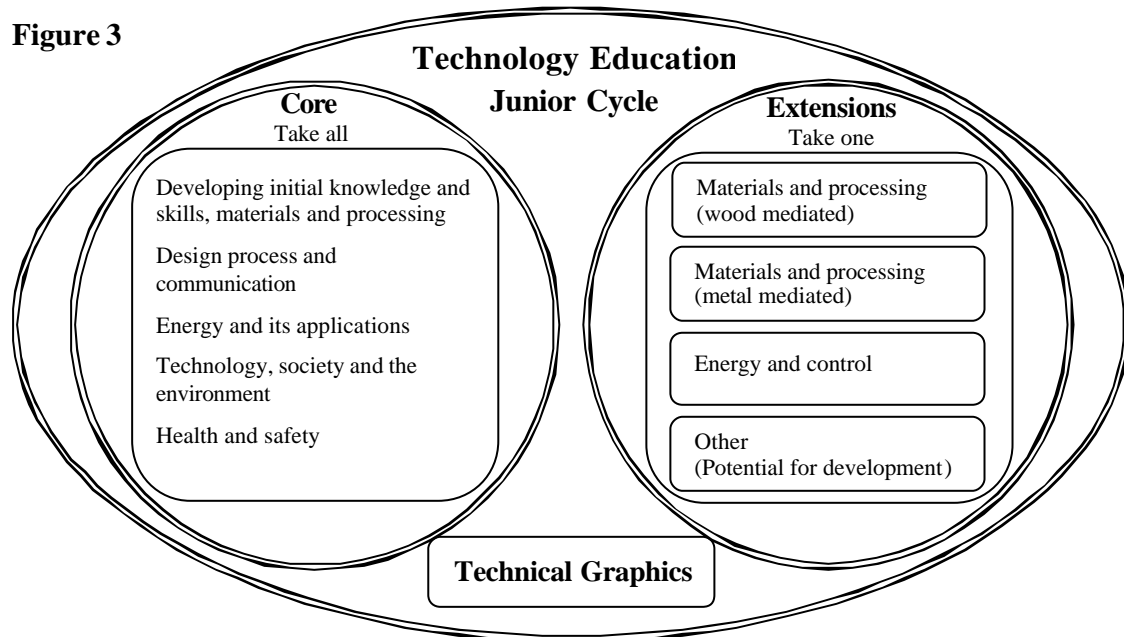 Figure 3
Technology Education
Junior Cycle
Core
Take all
Developing initial knowledge and
skills, materials and processing
Design process and
communication
Energy and its applications
Technology, society and the
environment
Health and safety
Extensions
Take one
Materials and processing
(wood mediated)
Materials and processing
(metal mediated)
Energy and control
Other
(Potential for development)
Technical Graphics